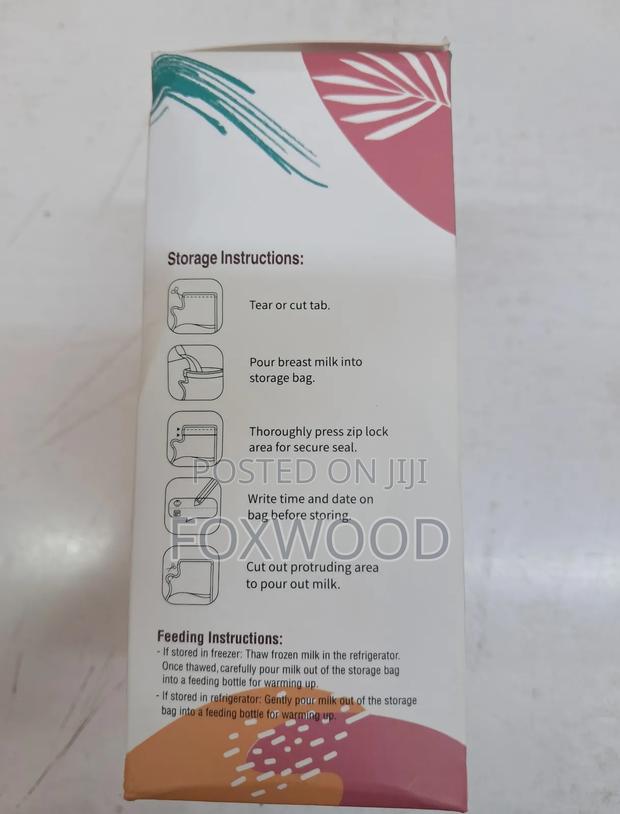 Storage Instructions:
Tear or cut tab.
Pour breast milk into
storage bag.
Thoroughly press zip lock
area for secure seal.
POSTED ON JIJI
Write time and date on
bag before storing.
FOXWOOD
Cut out protruding area
to pour out milk.
Feeding Instructions:
- If stored in freezer: Thaw frozen milk in the refrigerator.
Once thawed, carefully pour milk out of the storage bag
into a feeding bottle for warming up.
- If stored in refrigerator: Gently pour milk out of the storage
bag into a feeding bottle for warming up.